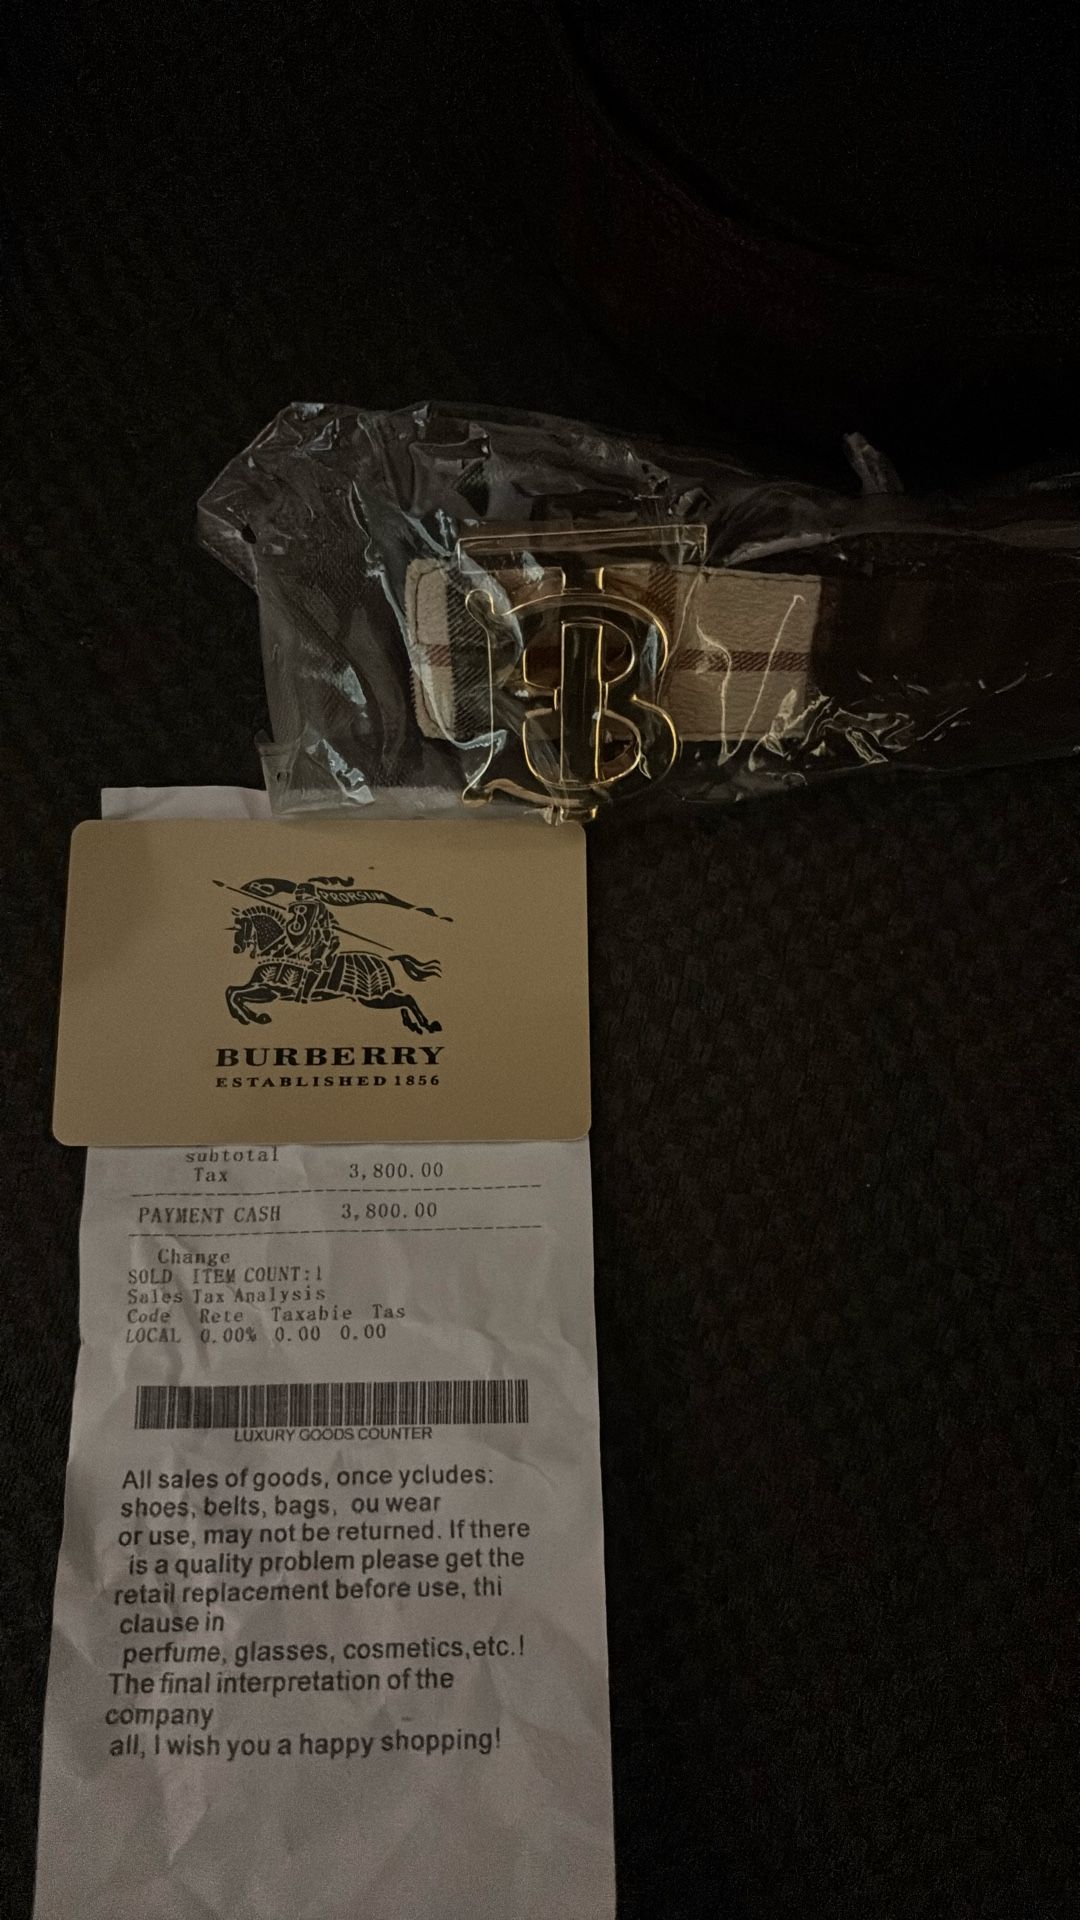 TB
B PRORSUM
B
BURBERRY
ESTABLISHED 1856
subtotal
Tax 3,800.00
PAYMENT CASH 3,800.00
Change
SOLD ITEM COUNT:1
Sales Tax Analysis
Code Rete Taxabie Tas
LOCAL 0.00% 0.00 0.00
LUXURY GOODS COUNTER
All sales of goods, once ycludes:
shoes, belts, bags, ou wear
or use, may not be returned. If there
is a quality problem please get the
retail replacement before use, thi
clause in
perfume, glasses, cosmetics,etc.!
The final interpretation of the
company
all, I wish you a happy shopping!